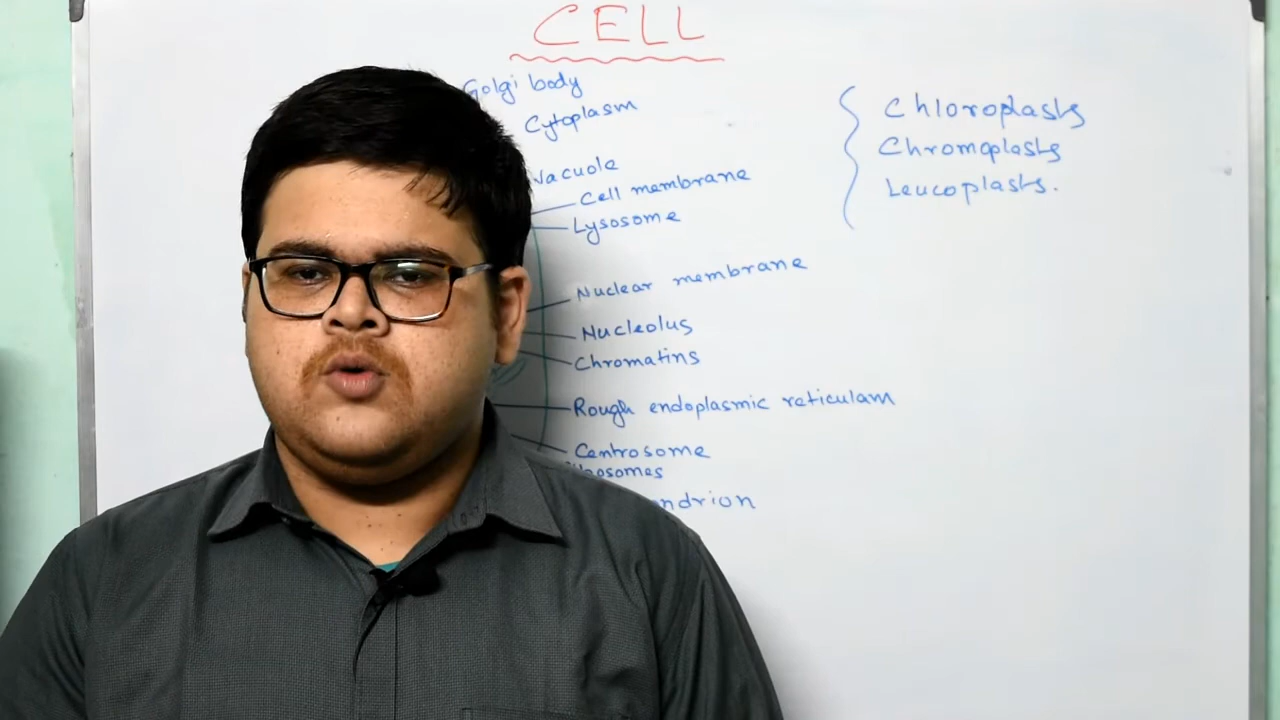 CELL
Golgi body
Cytoplasm
Vacuole
Cell membrane
Lysosome
Nuclear membrane
Nucleolus
Chromatins
Rough endoplasmic reticulam
Centrosome
Chloroplasts
Chromoplasts
Leucoplasts.